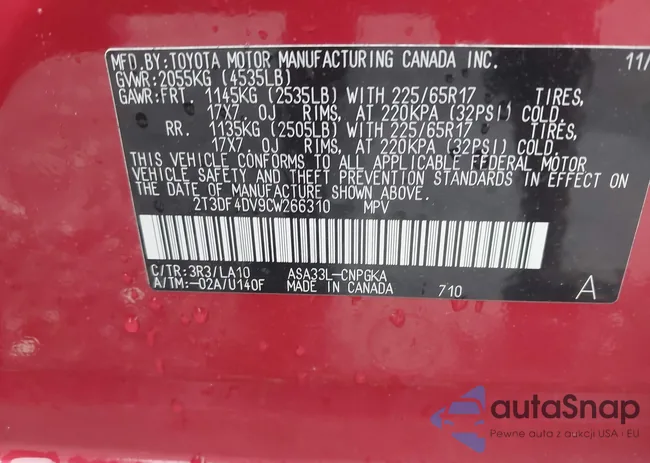 MFD.BY:TOYOTA MOTOR MANUFACTURING CANADA INC. 11/
GVWR:2055KG (4535LB)
GAWR:FRT. 1145KG (2535LB) WITH 225/65R17 TIRES,
17X7.0J RIMS, AT 220KPA (32PSI) COLD.
RR. 1135KG (2505LB) WITH 225/65R17 TIRES,
17X7.0J RIMS, AT 220KPA (32PSI) COLD.
THIS VEHICLE CONFORMS TO ALL APPLICABLE FEDERAL MOTOR
VEHICLE SAFETY AND THEFT PREVENTION STANDARDS IN EFFECT ON
THE DATE OF MANUFACTURE SHOWN ABOVE.
2T3DF4DV9CW266310 MPV
C/TR:3R3/LA10 ASA33L-CNPGKA
A/TM:-02A/U140F MADE IN CANADA 710 A
autoSnap
Pewne auta z aukcji USA i EU